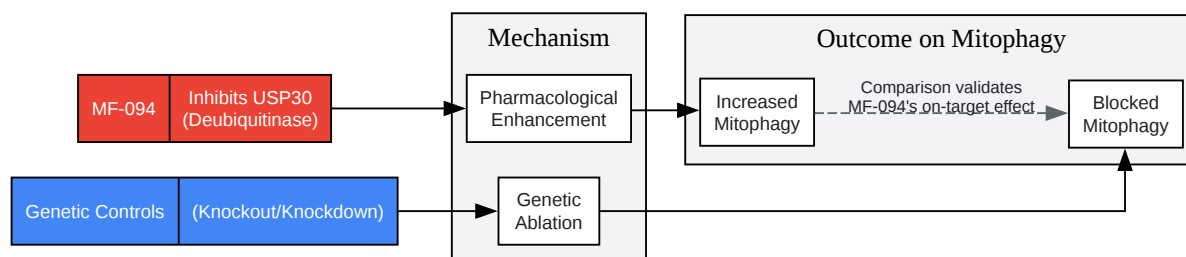 Mechanism
Outcome on Mitophagy
MF-094
Inhibits USP30
(Deubiquitinase)
Pharmacological
Enhancement
Increased
Mitophagy
Comparison validates
MF-094's on-target effect
Blocked
Mitophagy
Genetic Controls
(Knockout/Knockdown)
Genetic
Ablation